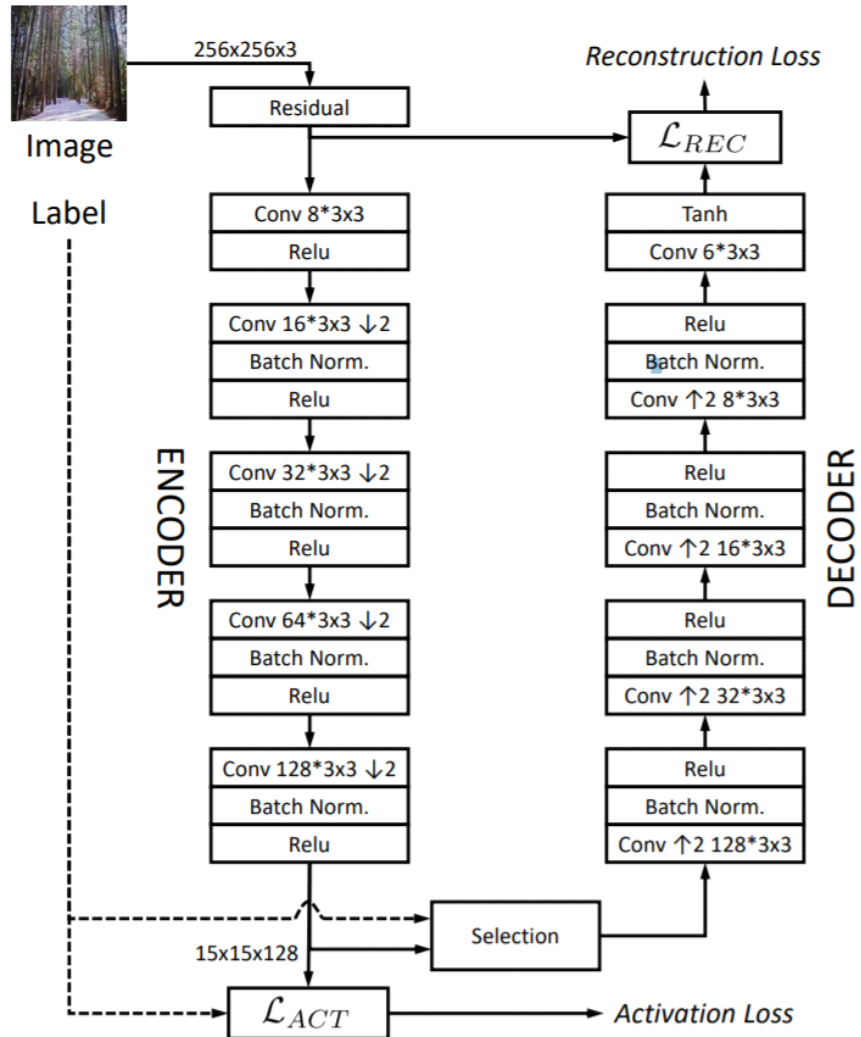 256x256x3
Residual
Image
Label
Conv 8*3x3
Relu
Conv 16*3x3 ↓2
Batch Norm.
Relu
ENCODER
Conv 32*3x3 ↓2
Batch Norm.
Relu
Conv 64*3x3 ↓2
Batch Norm.
Relu
Conv 128*3x3 ↓2
Batch Norm.
Relu
15x15x128
Selection
ℒ_ACT
Activation Loss
Reconstruction Loss
ℒ_REC
Tanh
Conv 6*3x3
Relu
Batch Norm.
Conv ↑2 8*3x3
Relu
Batch Norm.
Conv ↑2 16*3x3
DECODER
Relu
Batch Norm.
Conv ↑2 32*3x3
Relu
Batch Norm.
Conv ↑2 128*3x3